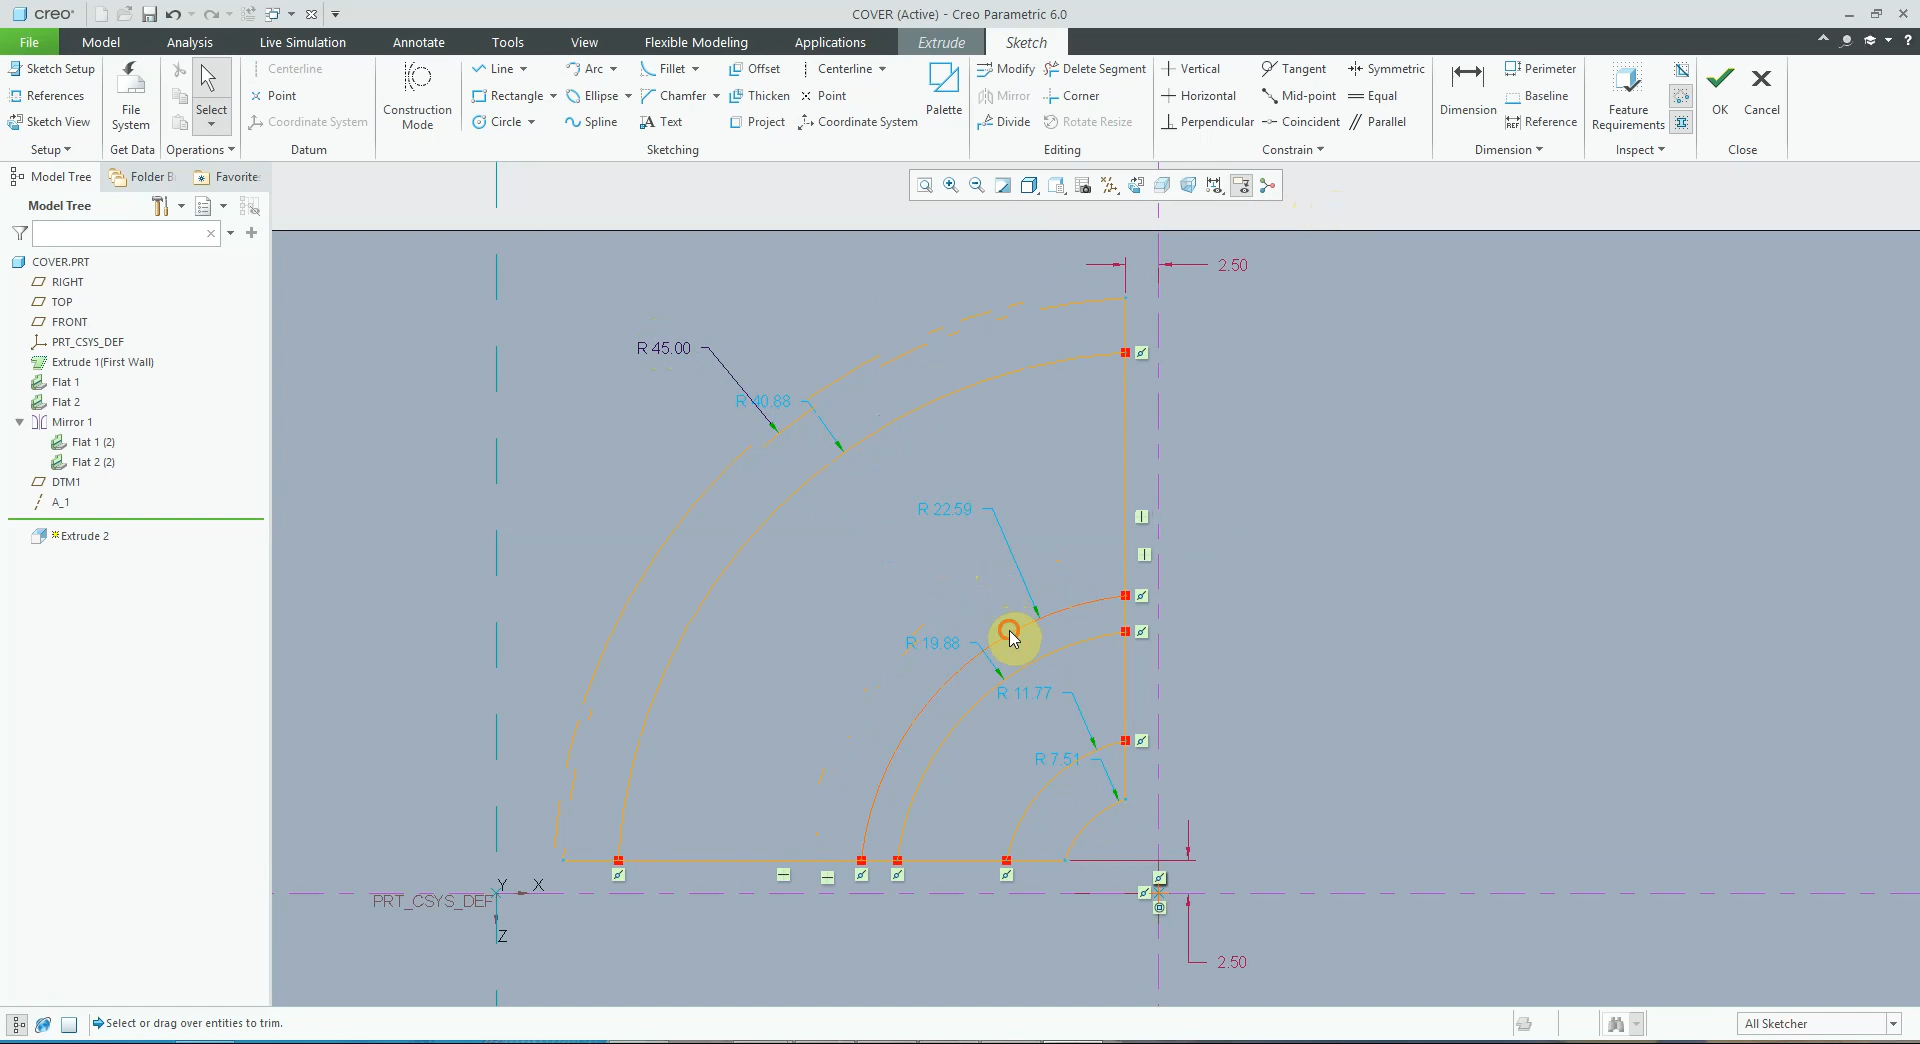 creo
COVER (Active) - Creo Parametric 6.0
File
Model
Analysis
Live Simulation
Annotate
Tools
View
Flexible Modeling
Applications
Extrude
Sketch
Sketch Setup
References
Sketch View
Setup
File System
Get Data
Select
Operations
Centerline
Point
Coordinate System
Datum
Construction Mode
Line
Rectangle
Circle
Arc
Ellipse
Spline
Fillet
Chamfer
Text
Offset
Thicken
Project
Centerline
Point
Coordinate System
Palette
Sketching
Modify
Mirror
Divide
Delete Segment
Corner
Rotate Resize
Editing
Vertical
Horizontal
Perpendicular
Tangent
Mid-point
Coincident
Symmetric
Equal
Parallel
Constrain
Dimension
Perimeter
Baseline
REF
Reference
Dimension
Feature Requirements
Inspect
OK
Cancel
Close
Model Tree
Folder B
Favorite
Model Tree
COVER.PRT
RIGHT
TOP
FRONT
PRT_CSYS_DEF
Extrude 1(First Wall)
Flat 1
Flat 2
Mirror 1
Flat 1 (2)
Flat 2 (2)
DTM1
A_1
Extrude 2
2.50
R 45.00
R 40.88
R 22.59
R 19.88
R 11.77
R 7.51
Y
X
PRT_CSYS_DEF
Z
2.50
Select or drag over entities to trim.
All Sketcher